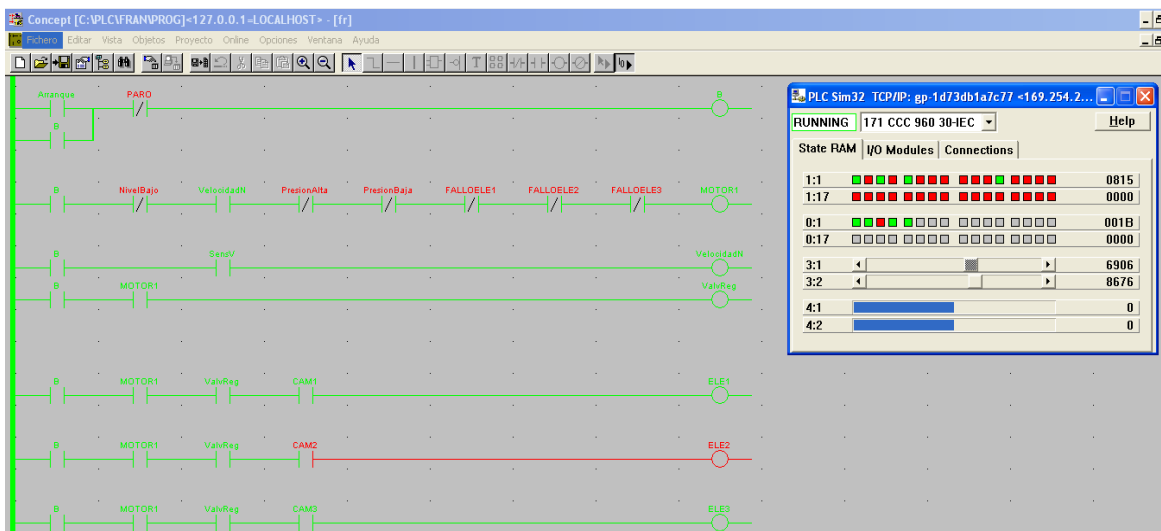 Concept [C:\PLC\FRAN\PROG]<127.0.0.1=LOCALHOST> - [fr]
Fichero Editar Vista Objetos Proyecto Online Opciones Ventana Ayuda
Arranque PARO B
B
B NivelBajo VelocidadN PresionAlta PresionBaja FALLOELE1 FALLOELE2 FALLOELE3 MOTOR1
B SensV VelocidadN
B MOTOR1 ValvReg
B MOTOR1 ValvReg CAM1 ELE1
B MOTOR1 ValvReg CAM2 ELE2
B MOTOR1 ValvReg CAM3 ELE3
PLC Sim32 TCP/IP: gp-1d73db1a7c77 <169.254.2...
RUNNING 171 CCC 960 30-IEC Help
State RAM I/O Modules Connections
1:1 0815
1:17 0000
0:1 001B
0:17 0000
3:1 6906
3:2 8676
4:1 0
4:2 0